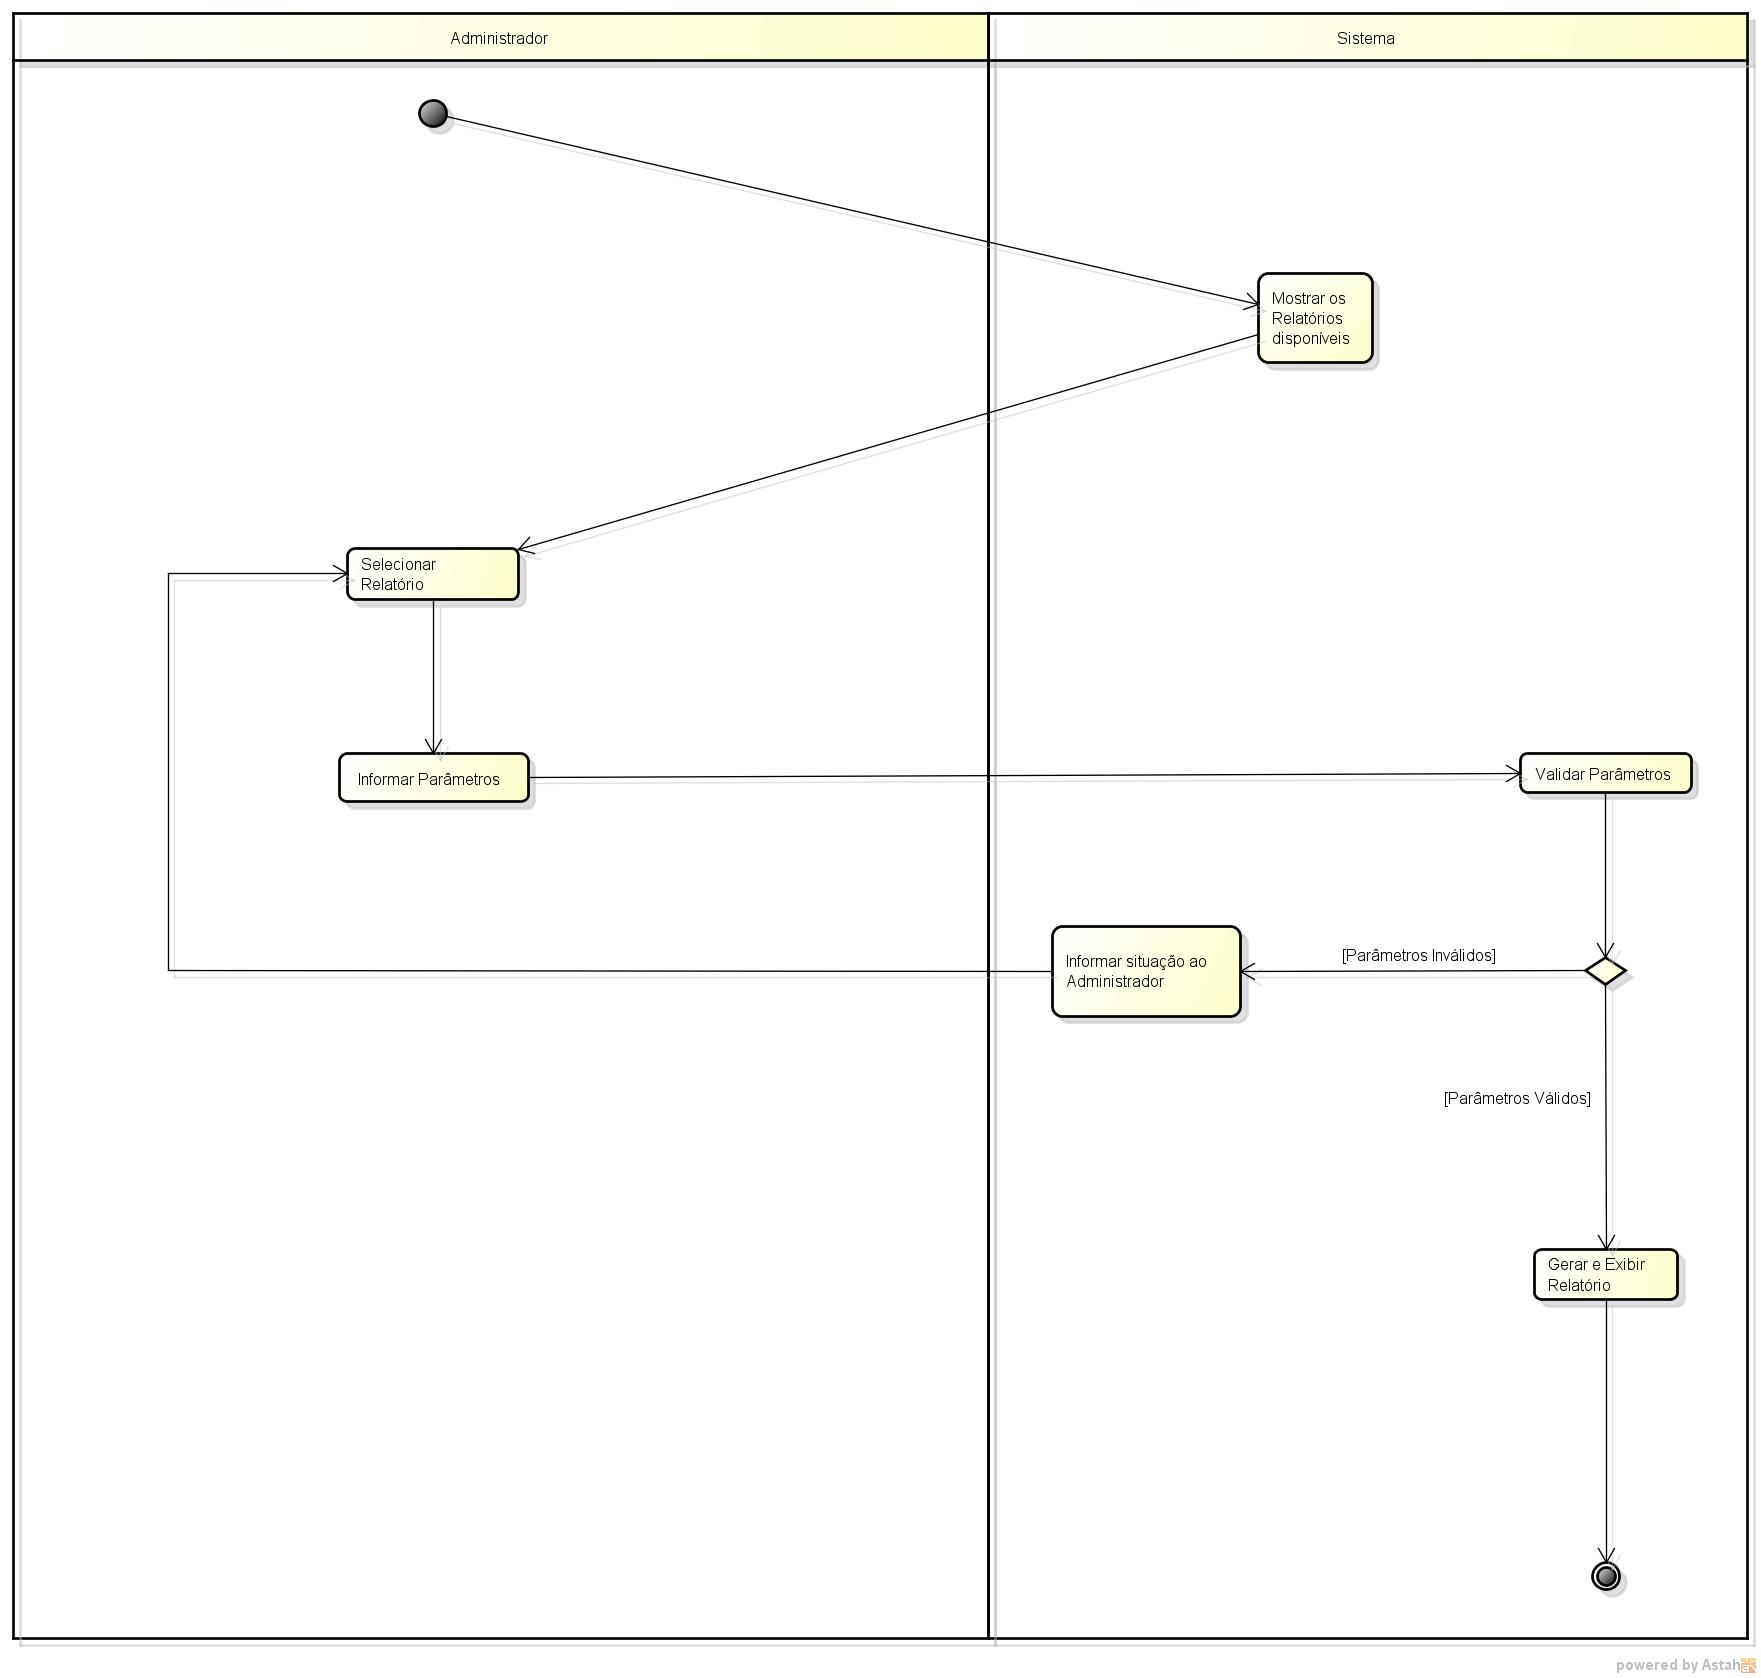 Administrador
Sistema
Mostrar os
Relatórios
disponíveis
Selecionar
Relatório
Informar Parâmetros
Validar Parâmetros
Informar situação ao
Administrador
[Parâmetros Inválidos]
[Parâmetros Válidos]
Gerar e Exibir
Relatório
powered by Astah